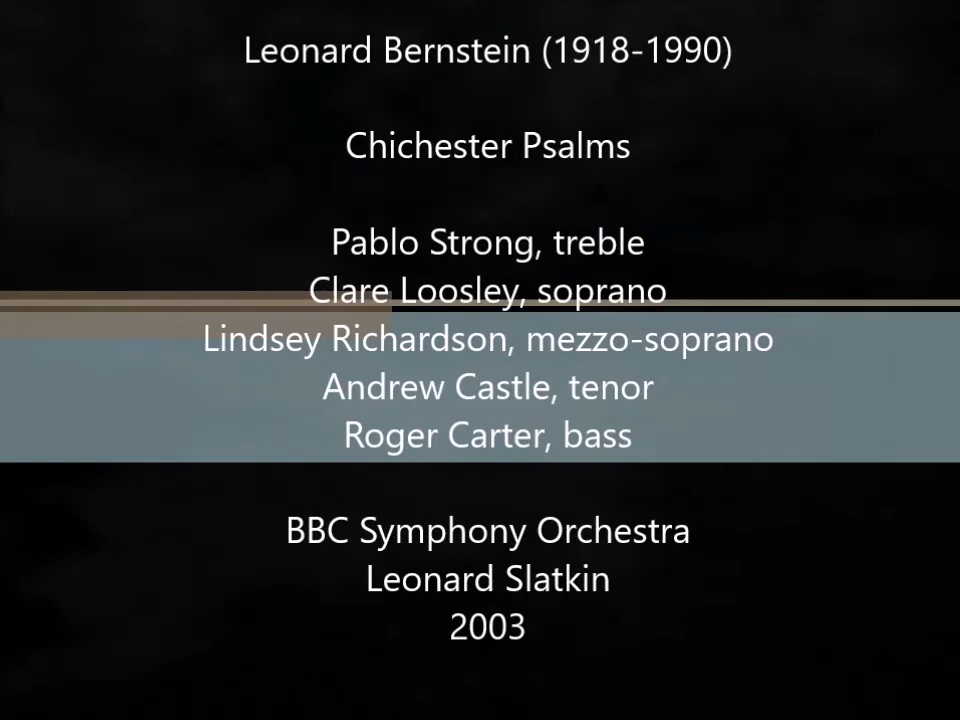 Leonard Bernstein (1918-1990)
Chichester Psalms
Pablo Strong, treble
Clare Loosley, soprano
Lindsey Richardson, mezzo-soprano
Andrew Castle, tenor
Roger Carter, bass
BBC Symphony Orchestra
Leonard Slatkin
2003